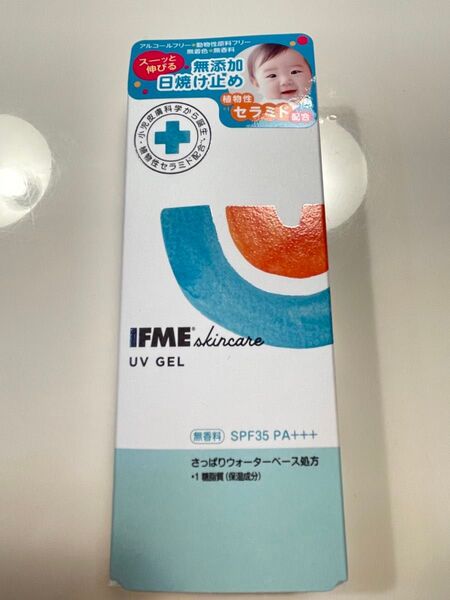 アルコールフリー・動物性原料フリー
無着色・無香料
スーッと
伸びる
無添加
日焼け止め
植物性
セラミド
配合
小児皮膚科学から誕生
植物性セラミド配合
IFME® skincare
UV GEL
無香料 SPF35 PA+++
さっぱりウォーターベース処方
*1 糖脂質(保湿成分)